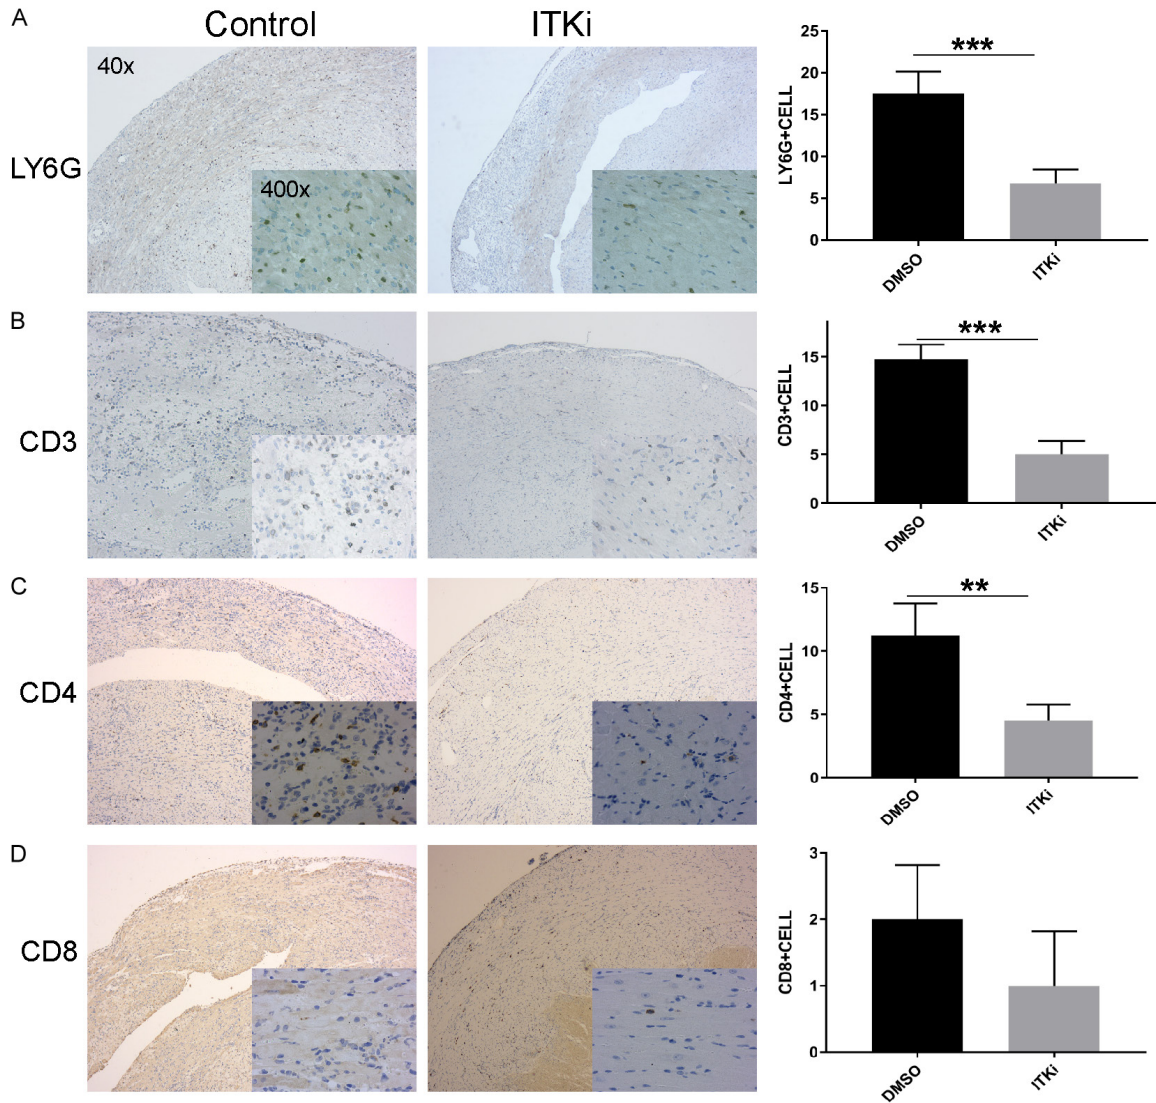 A
Control
ITKi
40x
400x
LY6G
LY6G+CELL
25
20
15
10
5
0
***
DMSO
ITKi
B
CD3
CD3+CELL
15
10
5
0
***
DMSO
ITKi
C
CD4
CD4+CELL
15
10
5
0
**
DMSO
ITKi
D
CD8
CD8+CELL
3
2
1
0
DMSO
ITKi